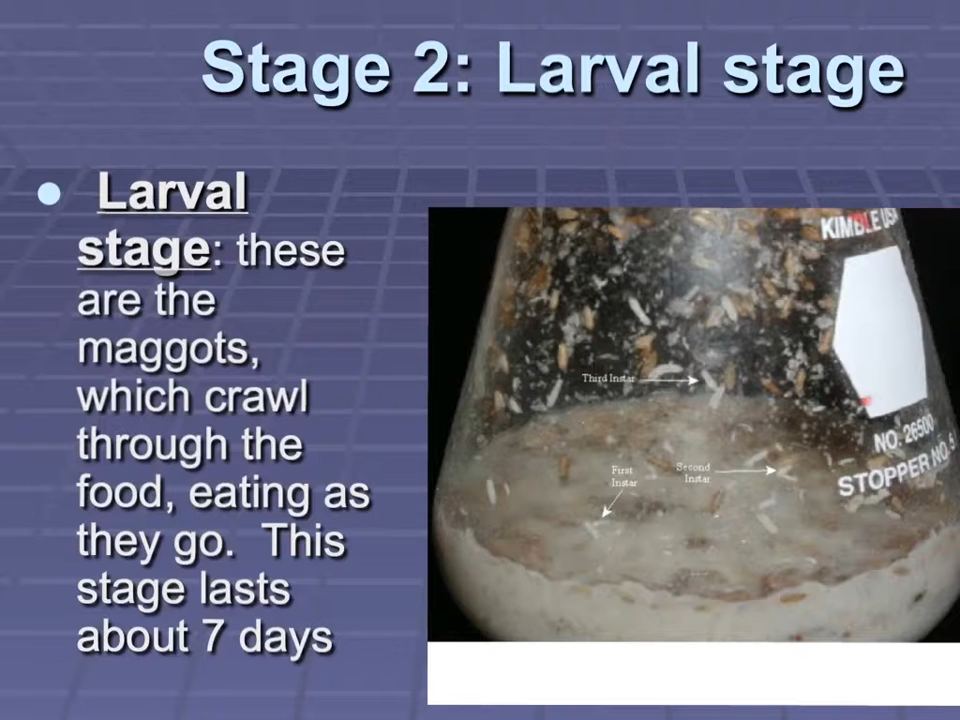 Stage 2: Larval stage
● Larval
stage: these
are the
maggots,
which crawl
through the
food, eating as
they go. This
stage lasts
about 7 days
KIMBLE USA
Third Instar
NO. 26500
STOPPER NO. 5
First
Instar
Second
Instar